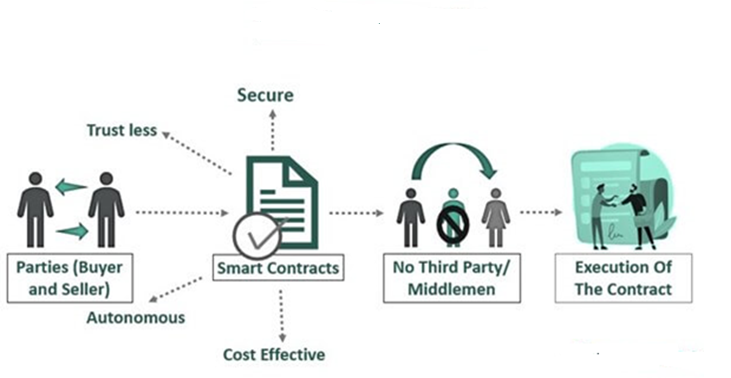 Secure
Trust less
Parties (Buyer
and Seller)
Smart Contracts
No Third Party/
Middlemen
Execution Of
The Contract
Autonomous
Cost Effective